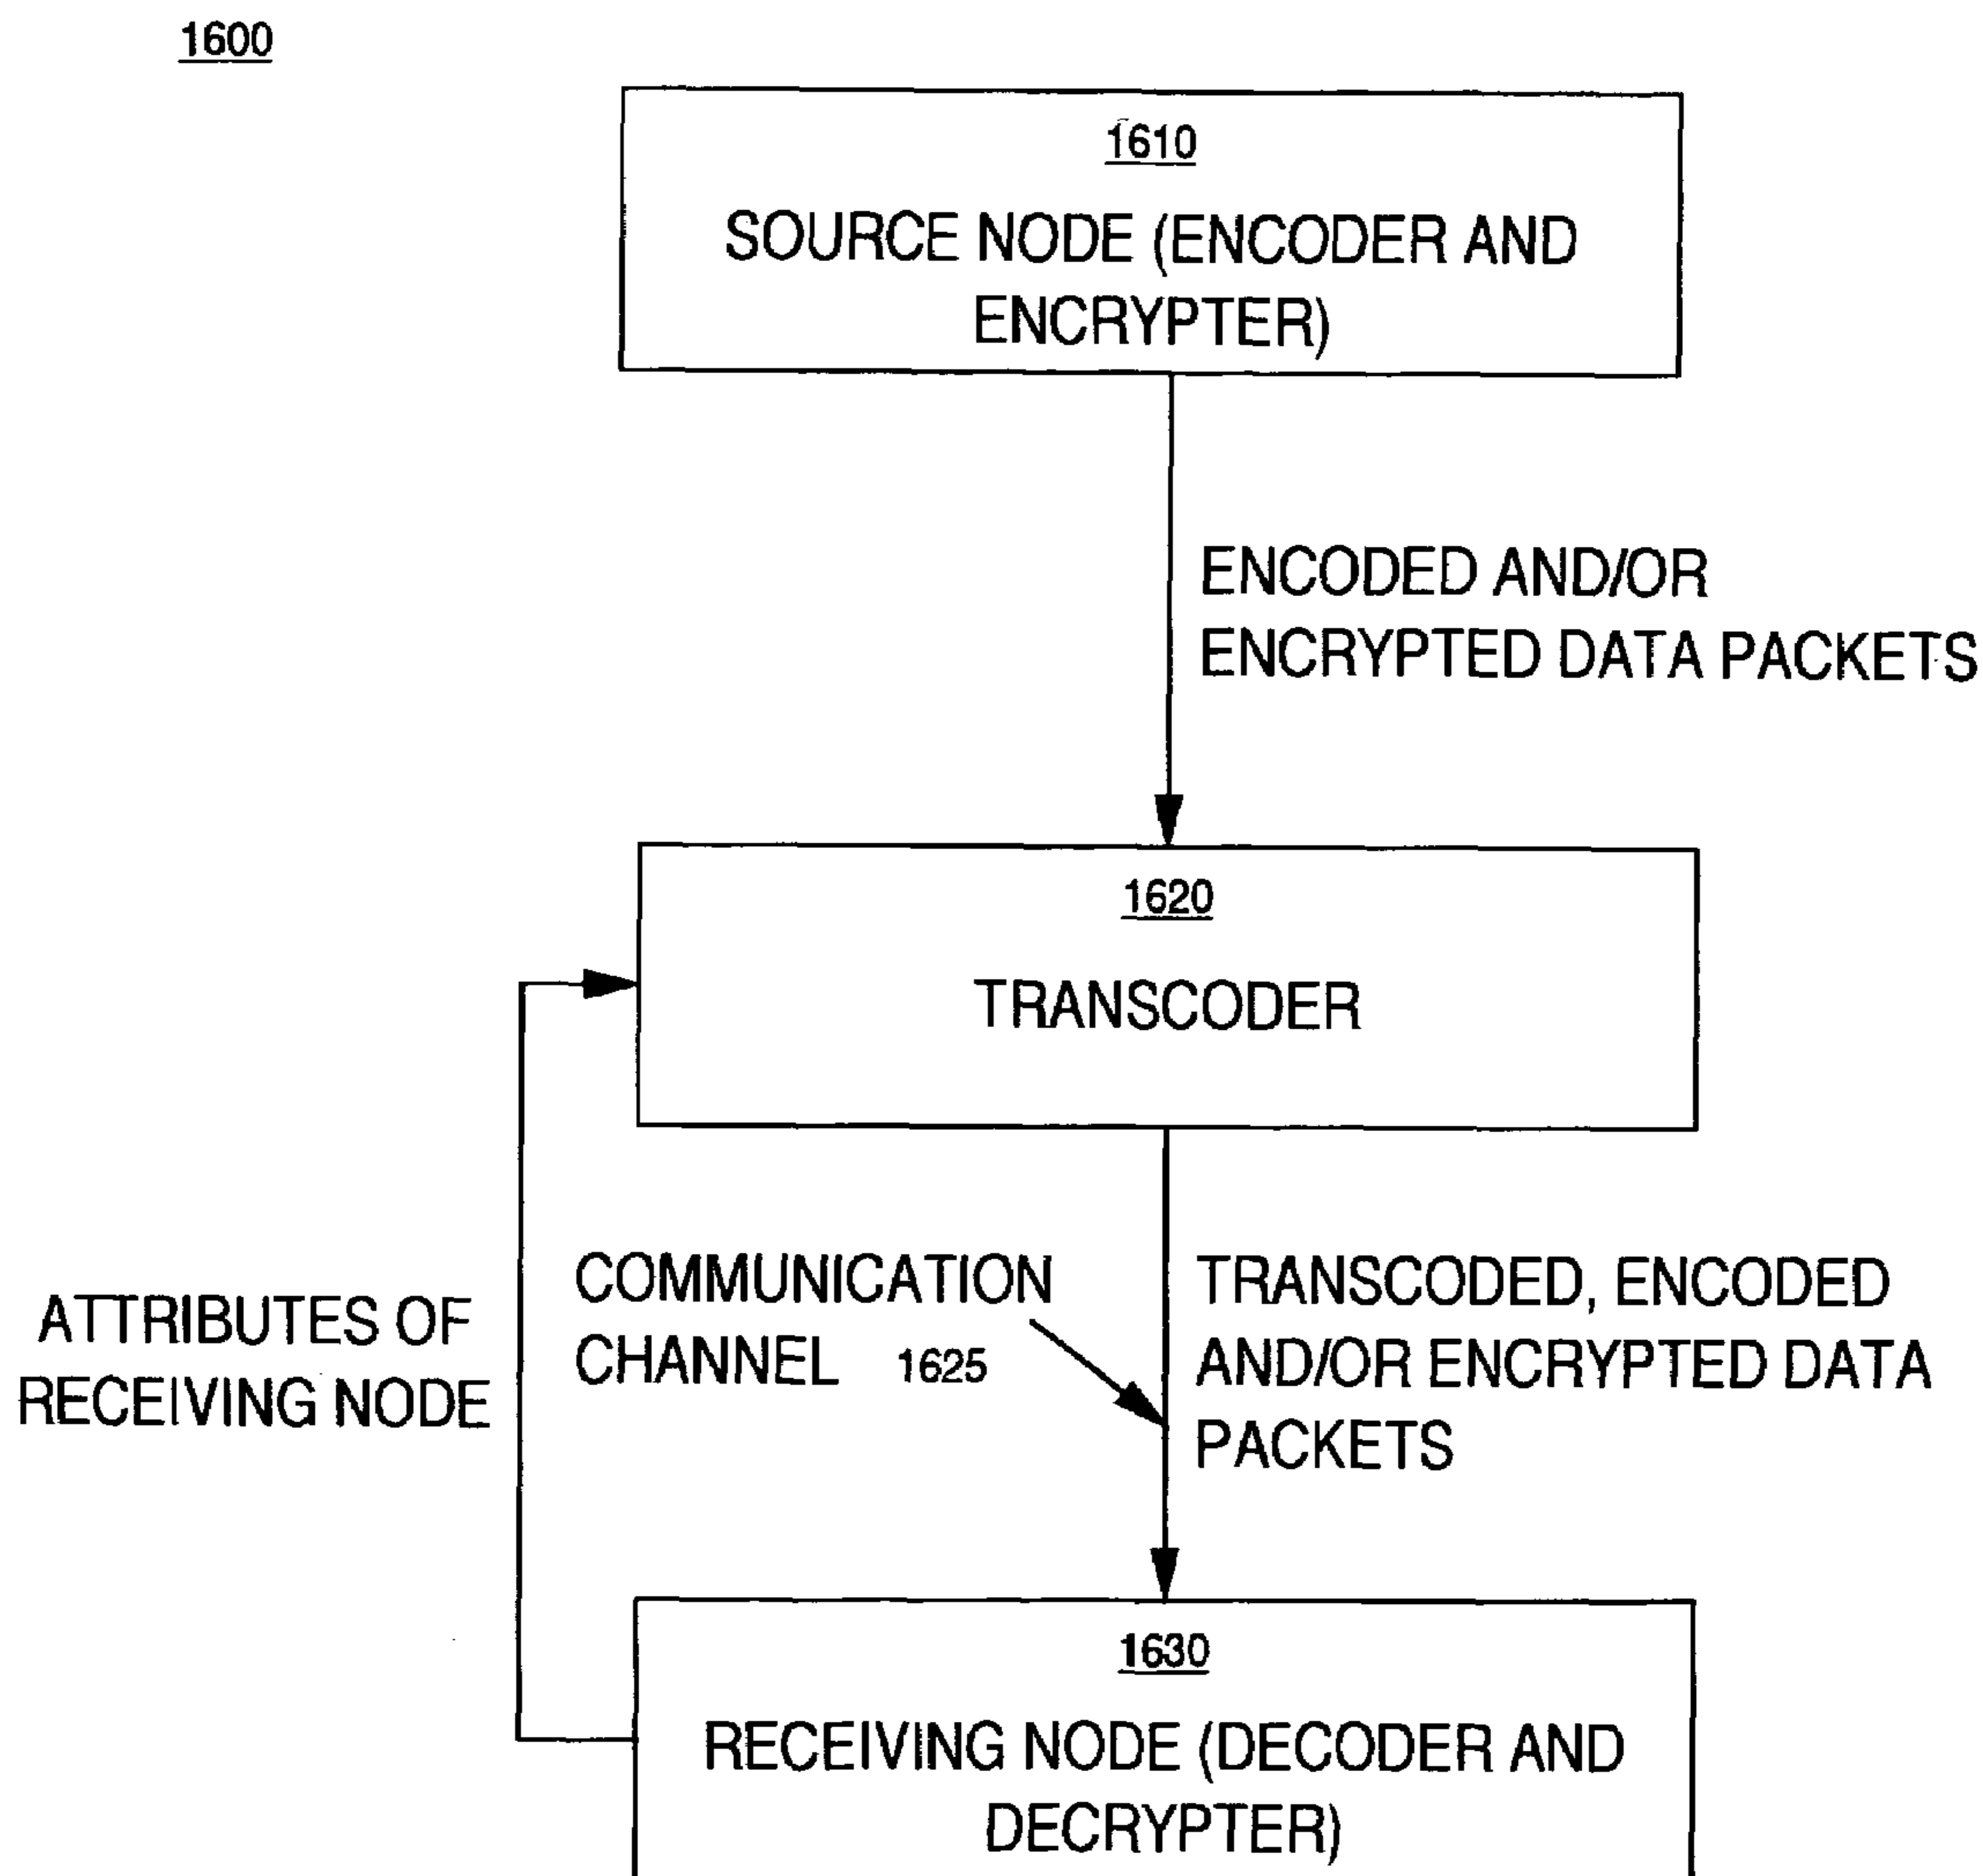 1600
1610
SOURCE NODE (ENCODER AND
ENCRYPTER)
ENCODED AND/OR
ENCRYPTED DATA PACKETS
1620
TRANSCODER
ATTRIBUTES OF
RECEIVING NODE
COMMUNICATION
CHANNEL 1625
TRANSCODED, ENCODED
AND/OR ENCRYPTED DATA
PACKETS
1630
RECEIVING NODE (DECODER AND
DECRYPTER)